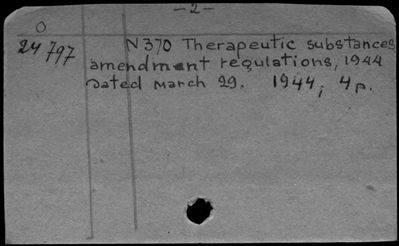 -2-
O
24797
N370 Therapeutic substances
amendment regulations, 1944
Dated March 29. 1944; 4p.